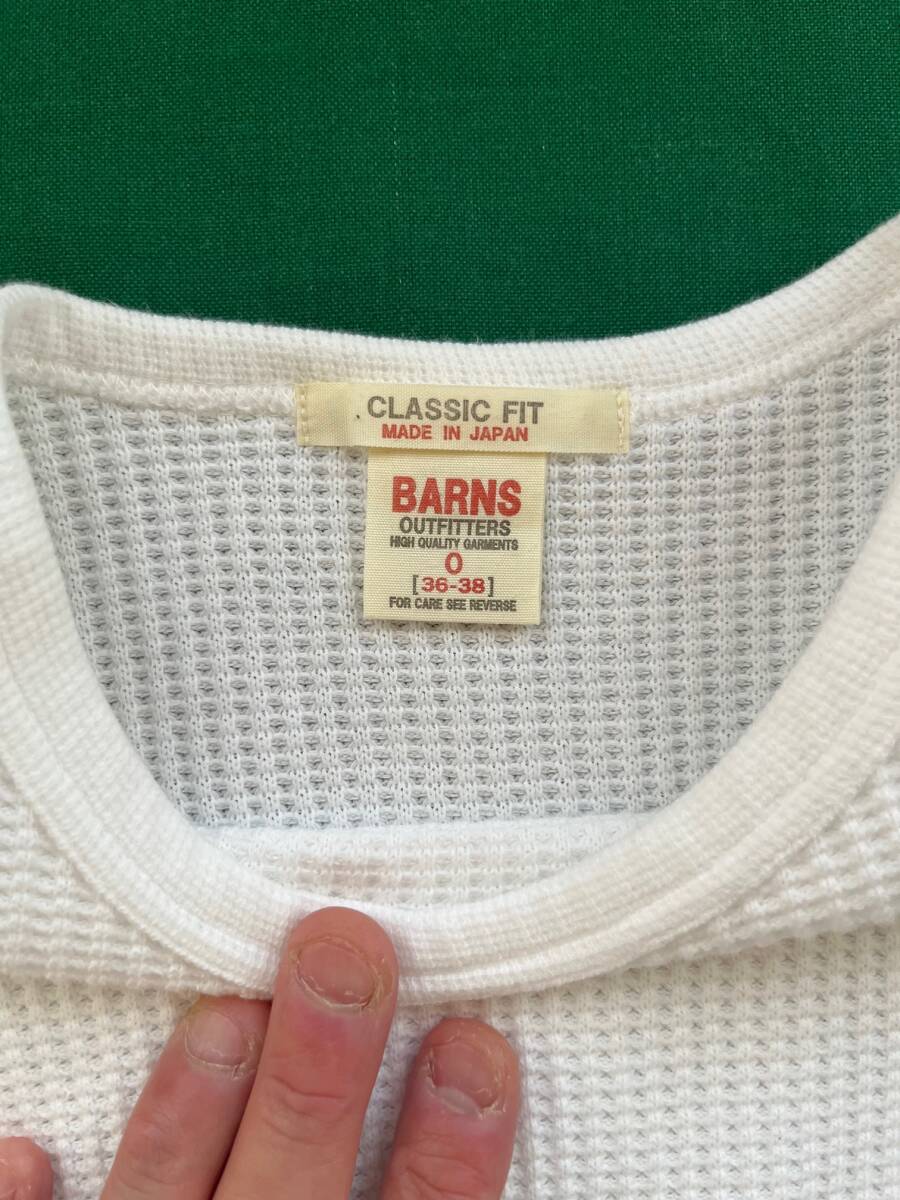 CLASSIC FIT
MADE IN JAPAN
BARNS
OUTFITTERS
HIGH QUALITY GARMENTS
0
[36-38]
FOR CARE SEE REVERSE